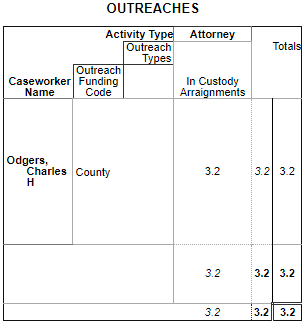 OUTREACHES
Activity Type Attorney
Outreach Types Totals
Caseworker Name Outreach Funding Code In Custody Arraignments
Odgers, Charles H County 3.2 3.2 3.2
3.2 3.2 3.2
3.2 3.2 3.2